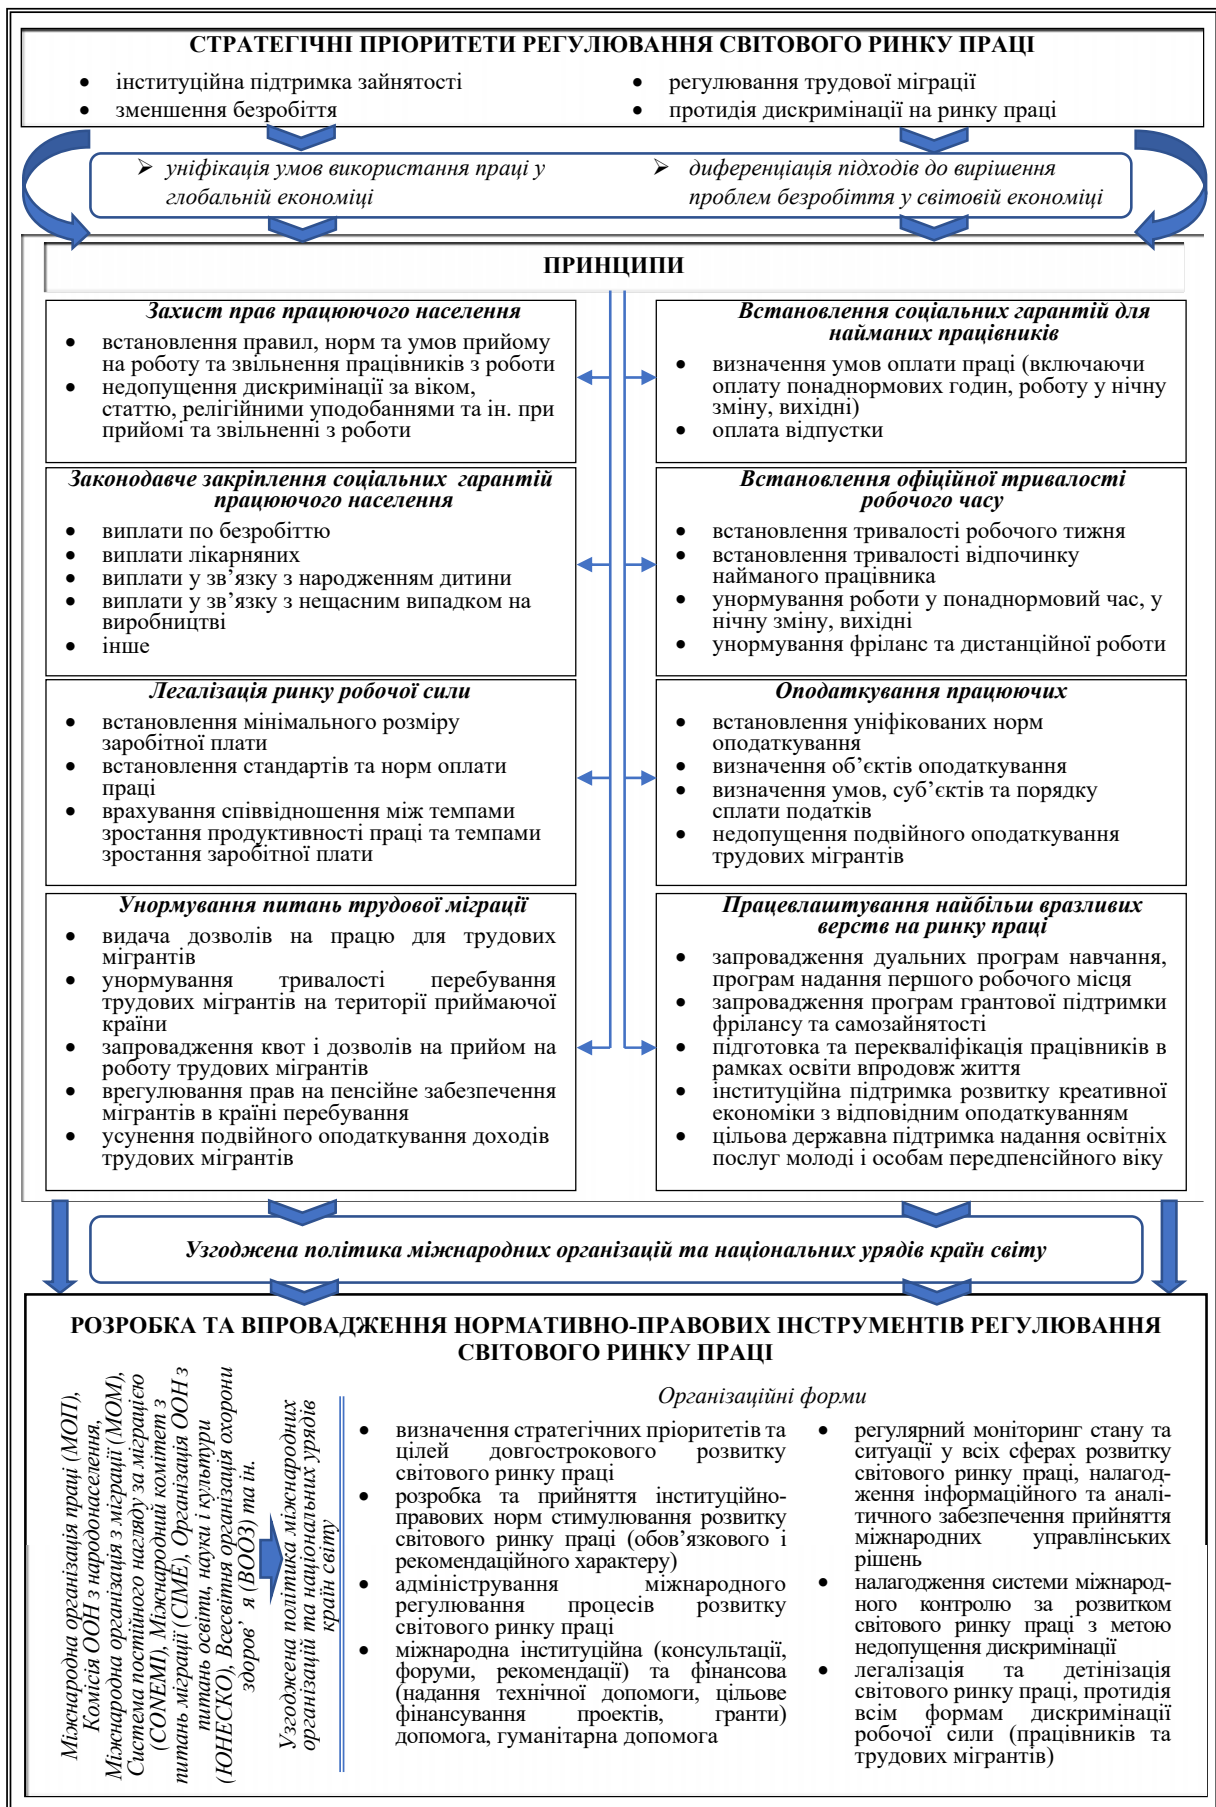 СТРАТЕГІЧНІ ПРІОРИТЕТИ РЕГУЛЮВАННЯ СВІТОВОГО РИНКУ ПРАЦІ
• інституційна підтримка зайнятості
• зменшення безробіття
• регулювання трудової міграції
• протидія дискримінації на ринку праці
➢ уніфікація умов використання праці у
глобальній економіці
➢ диференціація підходів до вирішення
проблем безробіття у світовій економіці
ПРИНЦИПИ
Захист прав працюючого населення
• встановлення правил, норм та умов прийому
на роботу та звільнення працівників з роботи
• недопущення дискримінації за віком,
статтю, релігійними уподобаннями та ін. при
прийомі та звільненні з роботи
Встановлення соціальних гарантій для
найманих працівників
• визначення умов оплати праці (включаючи
оплату понаднормових годин, роботу у нічну
зміну, вихідні)
• оплата відпустки
Законодавче закріплення соціальних гарантій
працюючого населення
• виплати по безробіттю
• виплати лікарняних
• виплати у зв’язку з народженням дитини
• виплати у зв’язку з нещасним випадком на
виробництві
• інше
Встановлення офіційної тривалості
робочого часу
• встановлення тривалості робочого тижня
• встановлення тривалості відпочинку
найманого працівника
• унормування роботи у понаднормовий час, у
нічну зміну, вихідні
• унормування фріланс та дистанційної роботи
Легалізація ринку робочої сили
• встановлення мінімального розміру
заробітної плати
• встановлення стандартів та норм оплати
праці
• врахування співвідношення між темпами
зростання продуктивності праці та темпами
зростання заробітної плати
Оподаткування працюючих
• встановлення уніфікованих норм
оподаткування
• визначення об’єктів оподаткування
• визначення умов, суб’єктів та порядку
сплати податків
• недопущення подвійного оподаткування
трудових мігрантів
Унормування питань трудової міграції
• видача дозволів на працю для трудових
мігрантів
• унормування тривалості перебування
трудових мігрантів на території приймаючої
країни
• запровадження квот і дозволів на прийом на
роботу трудових мігрантів
• врегулювання прав на пенсійне забезпечення
мігрантів в країні перебування
• усунення подвійного оподаткування доходів
трудових мігрантів
Працевлаштування найбільш вразливих
верств на ринку праці
• запровадження дуальних програм навчання,
програм надання першого робочого місця
• запровадження програм грантової підтримки
фрілансу та самозайнятості
• підготовка та перекваліфікація працівників в
рамках освіти впродовж життя
• інституційна підтримка розвитку креативної
економіки з відповідним оподаткуванням
• цільова державна підтримка надання освітніх
послуг молоді і особам передпенсійного віку
Узгоджена політика міжнародних організацій та національних урядів країн світу
РОЗРОБКА ТА ВПРОВАДЖЕННЯ НОРМАТИВНО-ПРАВОВИХ ІНСТРУМЕНТІВ РЕГУЛЮВАННЯ
СВІТОВОГО РИНКУ ПРАЦІ
Міжнародна організація праці (МОП),
Комісія ООН з народонаселення,
Міжнародна організація з міграції (МОМ),
Система постійного нагляду за міграцією
(CONEMI), Міжнародний комітет з
питань міграції (CIME), Організація ООН з
питань освіти, науки і культури
(ЮНЕСКО), Всесвітня організація охорони
здоров’ я (ВООЗ) та ін.
Узгоджена політика міжнародних
організацій та національних урядів
країн світу
Організаційні форми
• визначення стратегічних пріоритетів та
цілей довгострокового розвитку
світового ринку праці
• розробка та прийняття інституційно-
правових норм стимулювання розвитку
світового ринку праці (обов’язкового і
рекомендаційного характеру)
• адміністрування міжнародного
регулювання процесів розвитку
світового ринку праці
• міжнародна інституційна (консультації,
форуми, рекомендації) та фінансова
(надання технічної допомоги, цільове
фінансування проектів, гранти)
допомога, гуманітарна допомога
• регулярний моніторинг стану та
ситуації у всіх сферах розвитку
світового ринку праці, налагод-
ження інформаційного та аналі-
тичного забезпечення прийняття
міжнародних управлінських
рішень
• налагодження системи міжнарод-
ного контролю за розвитком
світового ринку праці з метою
недопущення дискримінації
• легалізація та детінізація
світового ринку праці, протидія
всім формам дискримінації
робочої сили (працівників та
трудових мігрантів)